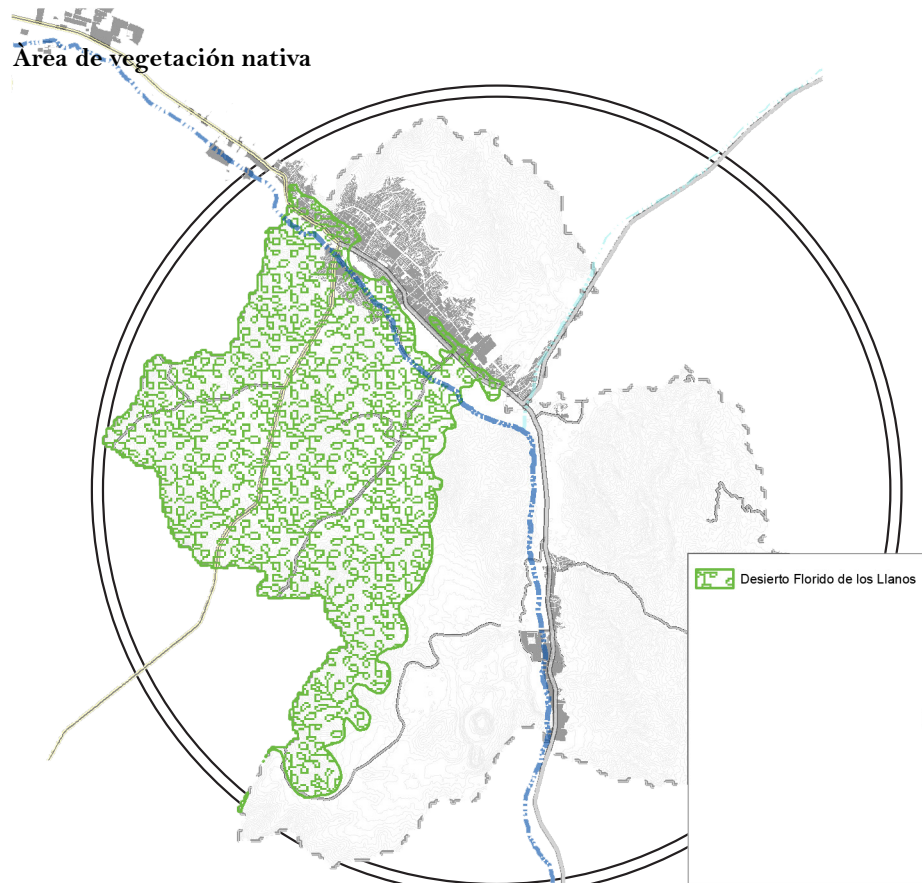 Área de vegetación nativa
Desierto Florido de los Llanos